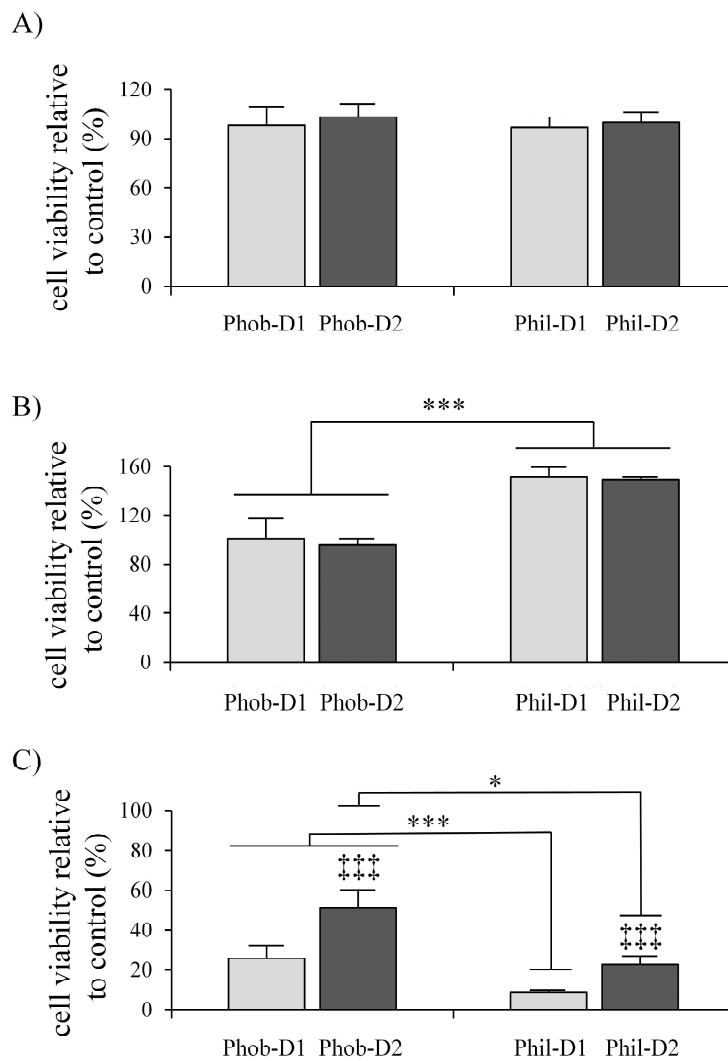 A)
cell viability relative
to control (%)
120
90
60
30
0
Phob-D1 Phob-D2 Phil-D1 Phil-D2
B)
***
cell viability relative
to control (%)
160
120
80
40
0
Phob-D1 Phob-D2 Phil-D1 Phil-D2
C)
*
***
cell viability relative
to control (%)
100
80
60
40
20
0
‡‡‡
‡‡‡
Phob-D1 Phob-D2 Phil-D1 Phil-D2